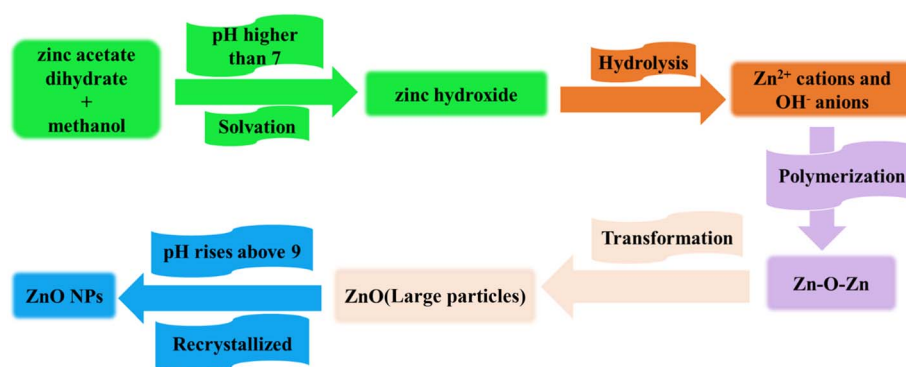 zinc acetate
dihydrate
+
methanol
pH higher
than 7
Solvation
zinc hydroxide
Hydrolysis
Zn²⁺ cations and
OH⁻ anions
Polymerization
Zn-O-Zn
Transformation
ZnO(Large particles)
pH rises above 9
Recrystallized
ZnO NPs